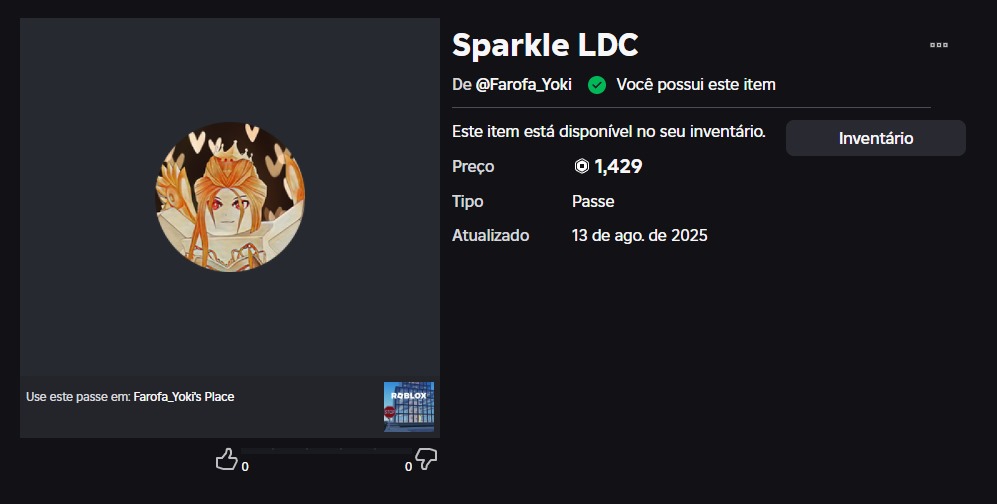 Sparkle LDC
De @Farofa_Yoki Você possui este item
Este item está disponível no seu inventário.
Inventário
Preço 1,429
Tipo Passe
Atualizado 13 de ago. de 2025
Use este passe em: Farofa_Yoki's Place
ROBLOX
STOP
0 0